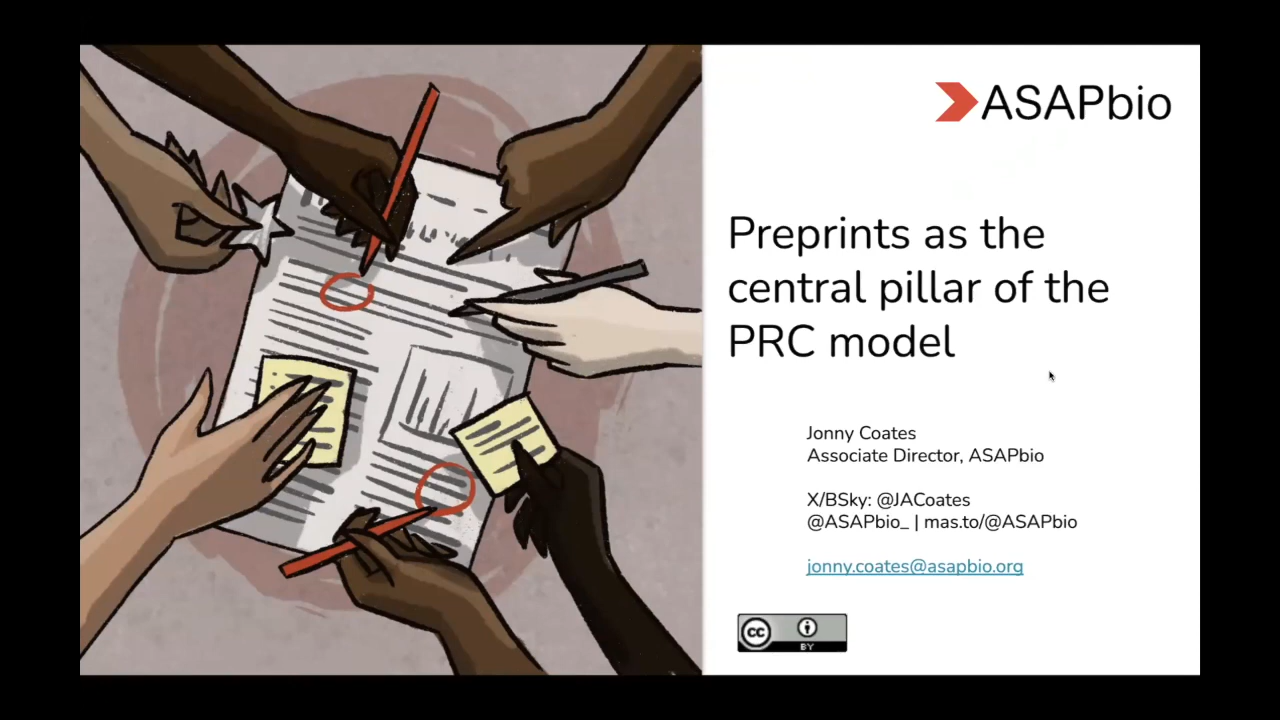 ASAPbio
Preprints as the
central pillar of the
PRC model
Jonny Coates
Associate Director, ASAPbio
X/BSky: @JACoates
@ASAPbio_ | mas.to/@ASAPbio
jonny.coates@asapbio.org
cc
BY